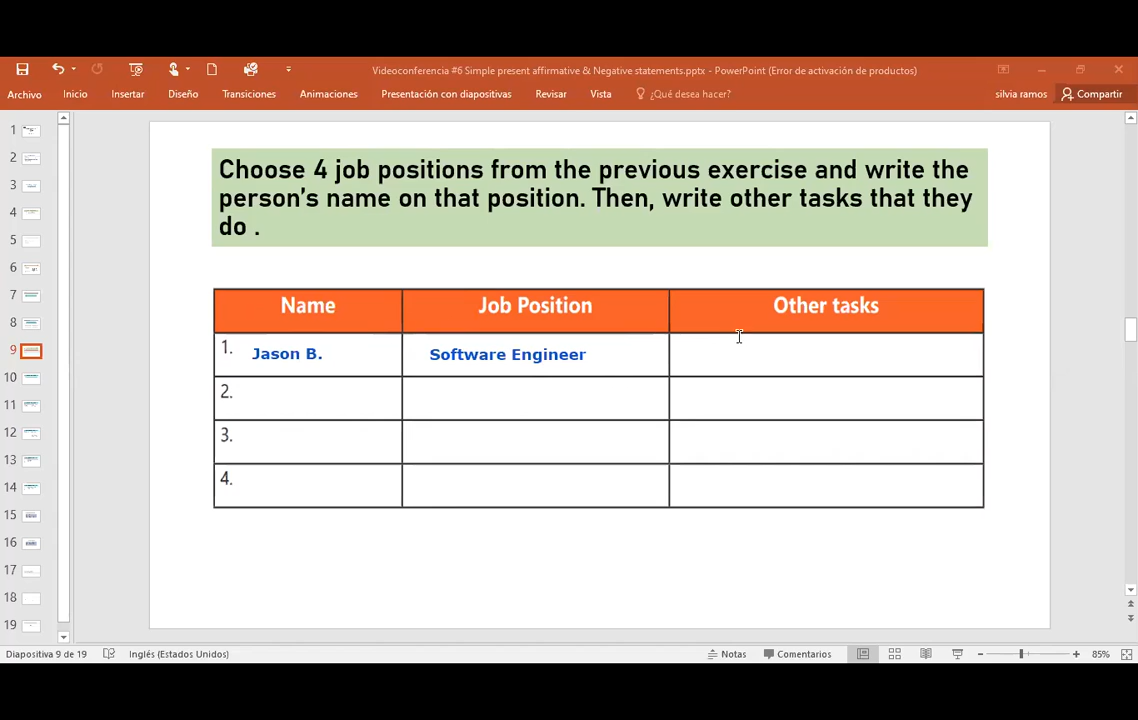 Videoconferencia #6 Simple present affirmative & Negative statements.pptx - PowerPoint (Error de activación de productos)
Archivo Inicio Insertar Diseño Transiciones Animaciones Presentación con diapositivas Revisar Vista ¿Qué desea hacer? silvia ramos Compartir
1
2
3
4
5
6
7
8
9
10
11
12
13
14
15
16
17
18
19
Choose 4 job positions from the previous exercise and write the
person's name on that position. Then, write other tasks that they
do .
Name Job Position Other tasks
1. Jason B. Software Engineer
2.
3.
4.
Diapositiva 9 de 19 Inglés (Estados Unidos) Notas Comentarios 85%